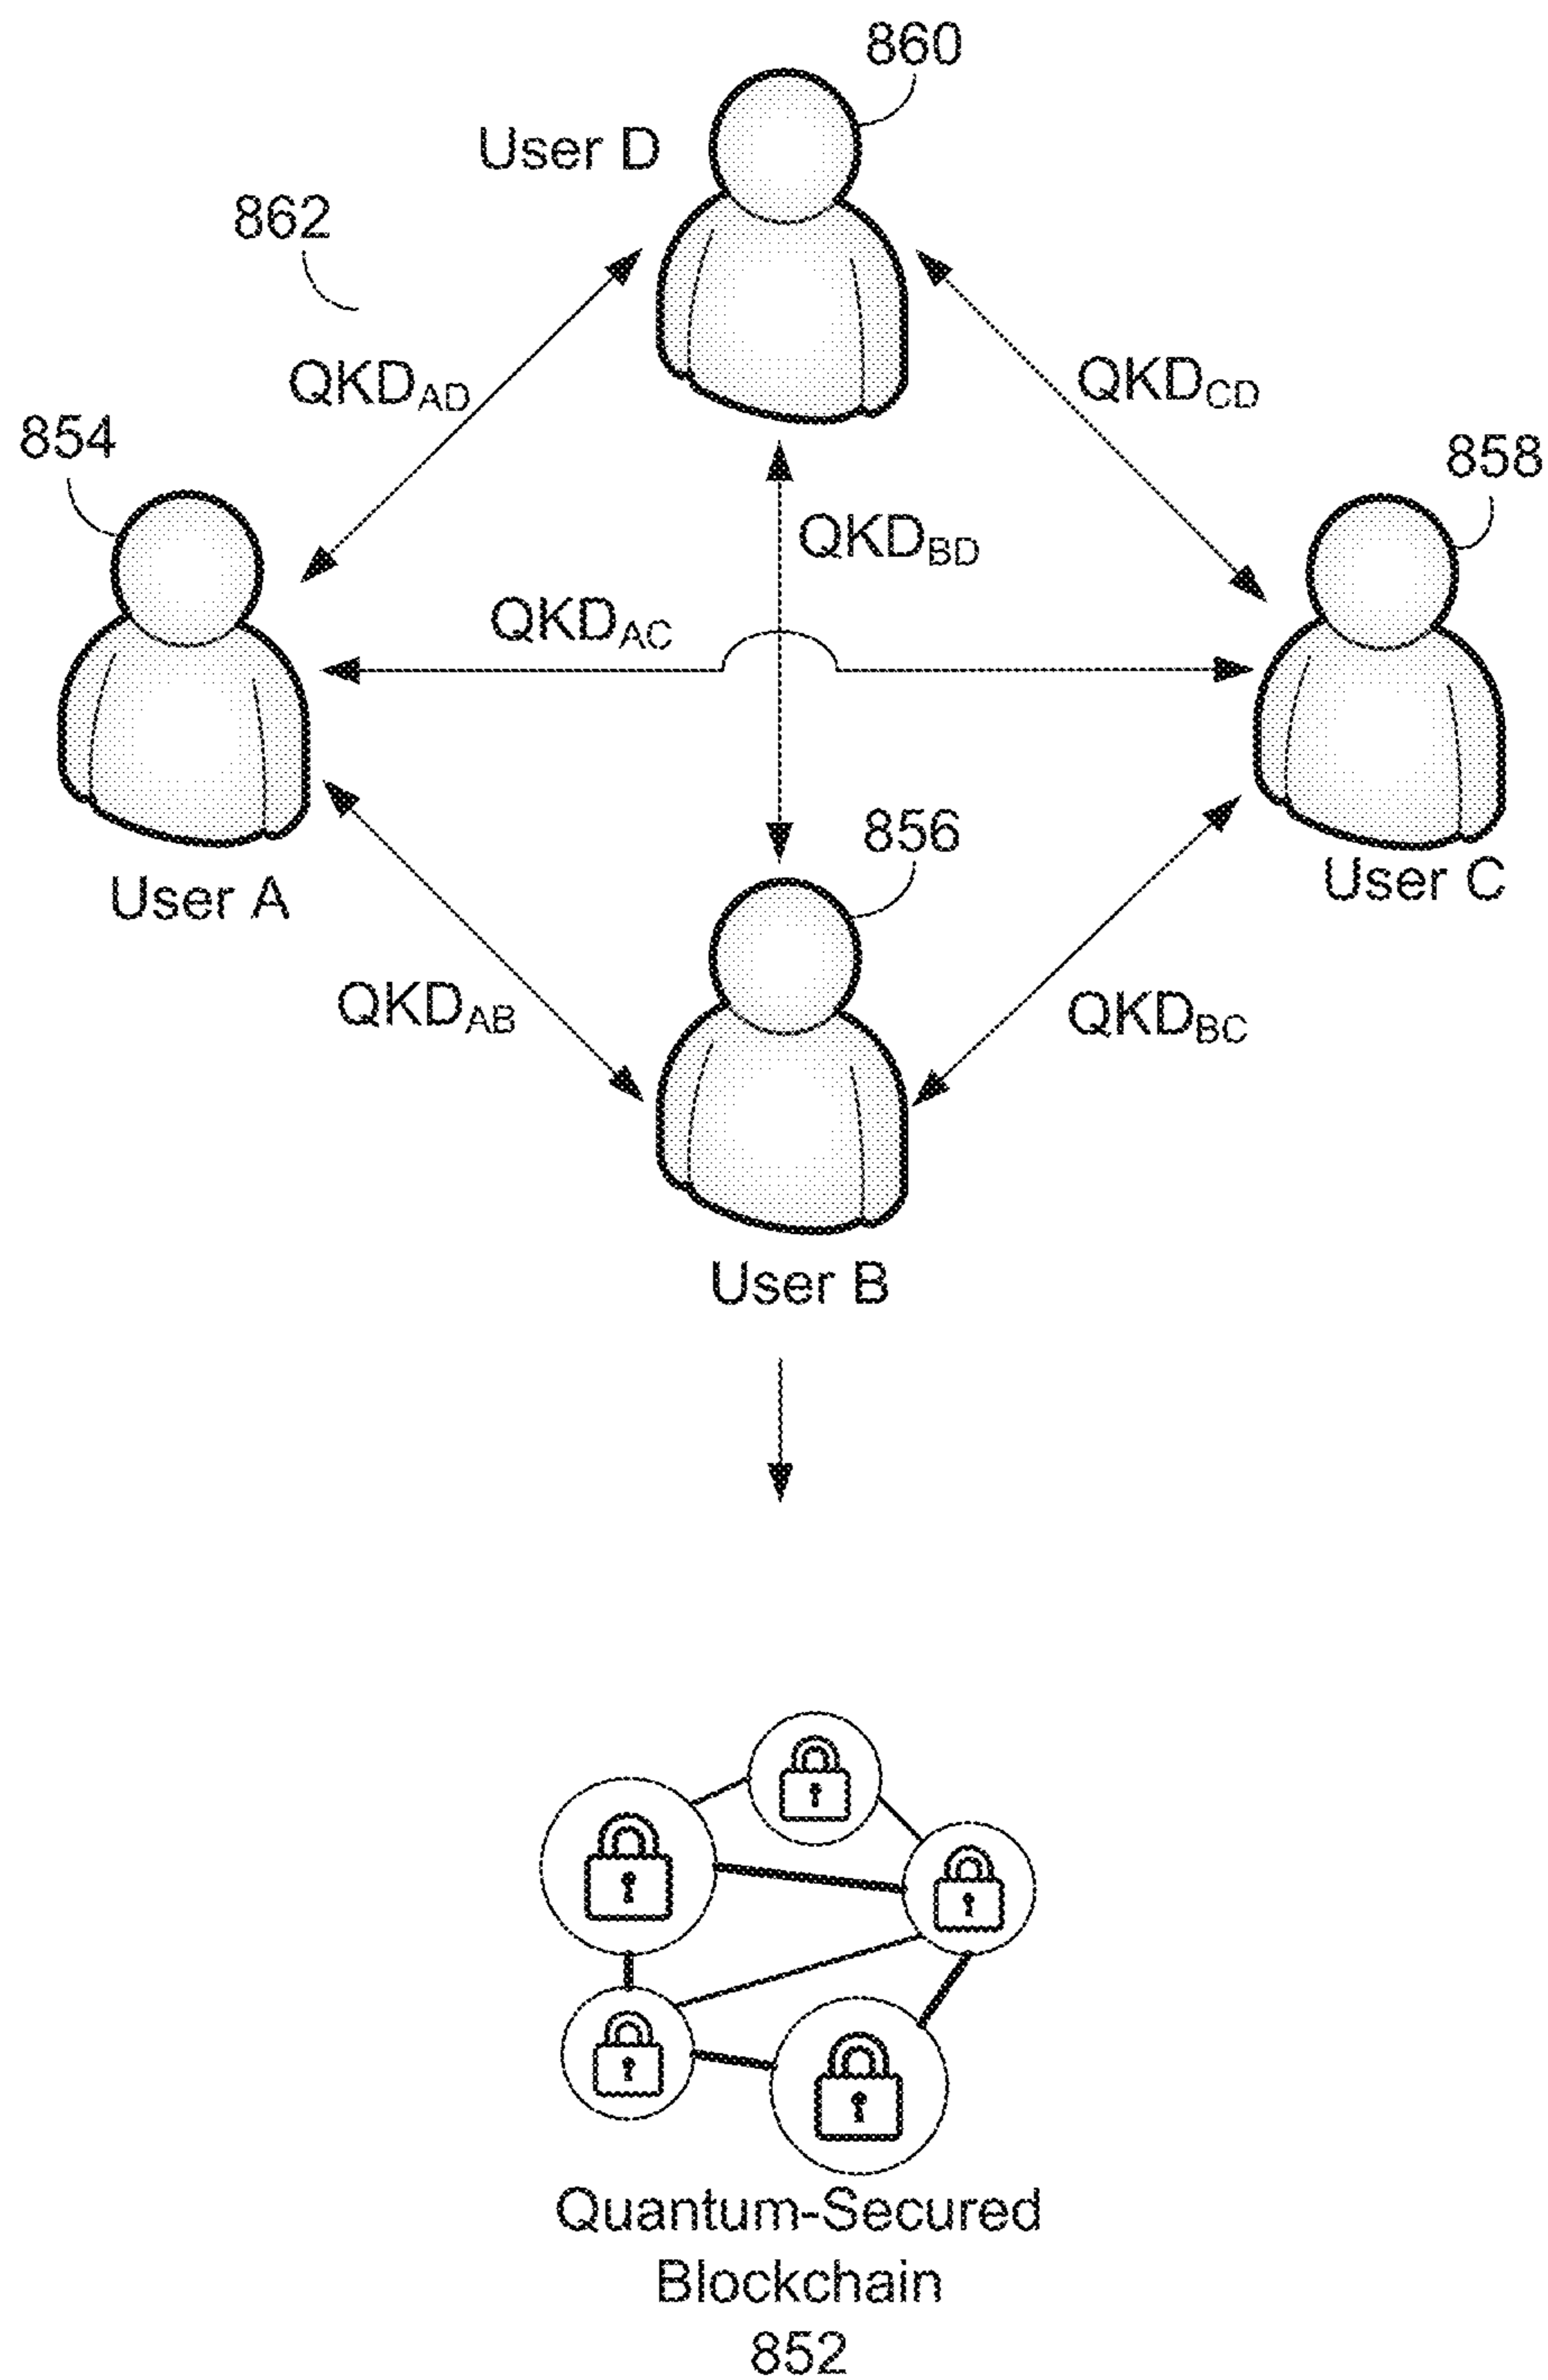 860
User D
862
QKDAD
QKDCD
854
858
QKDBD
QKDAC
856
User A
User C
QKDAB
QKDBC
User B
Quantum-Secured
Blockchain
852